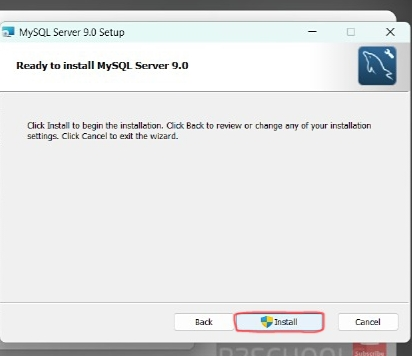 MySQL Server 9.0 Setup
Ready to install MySQL Server 9.0
Click Install to begin the installation. Click Back to review or change any of your installation
settings. Click Cancel to exit the wizard.
Back
Install
Cancel
Subscribe